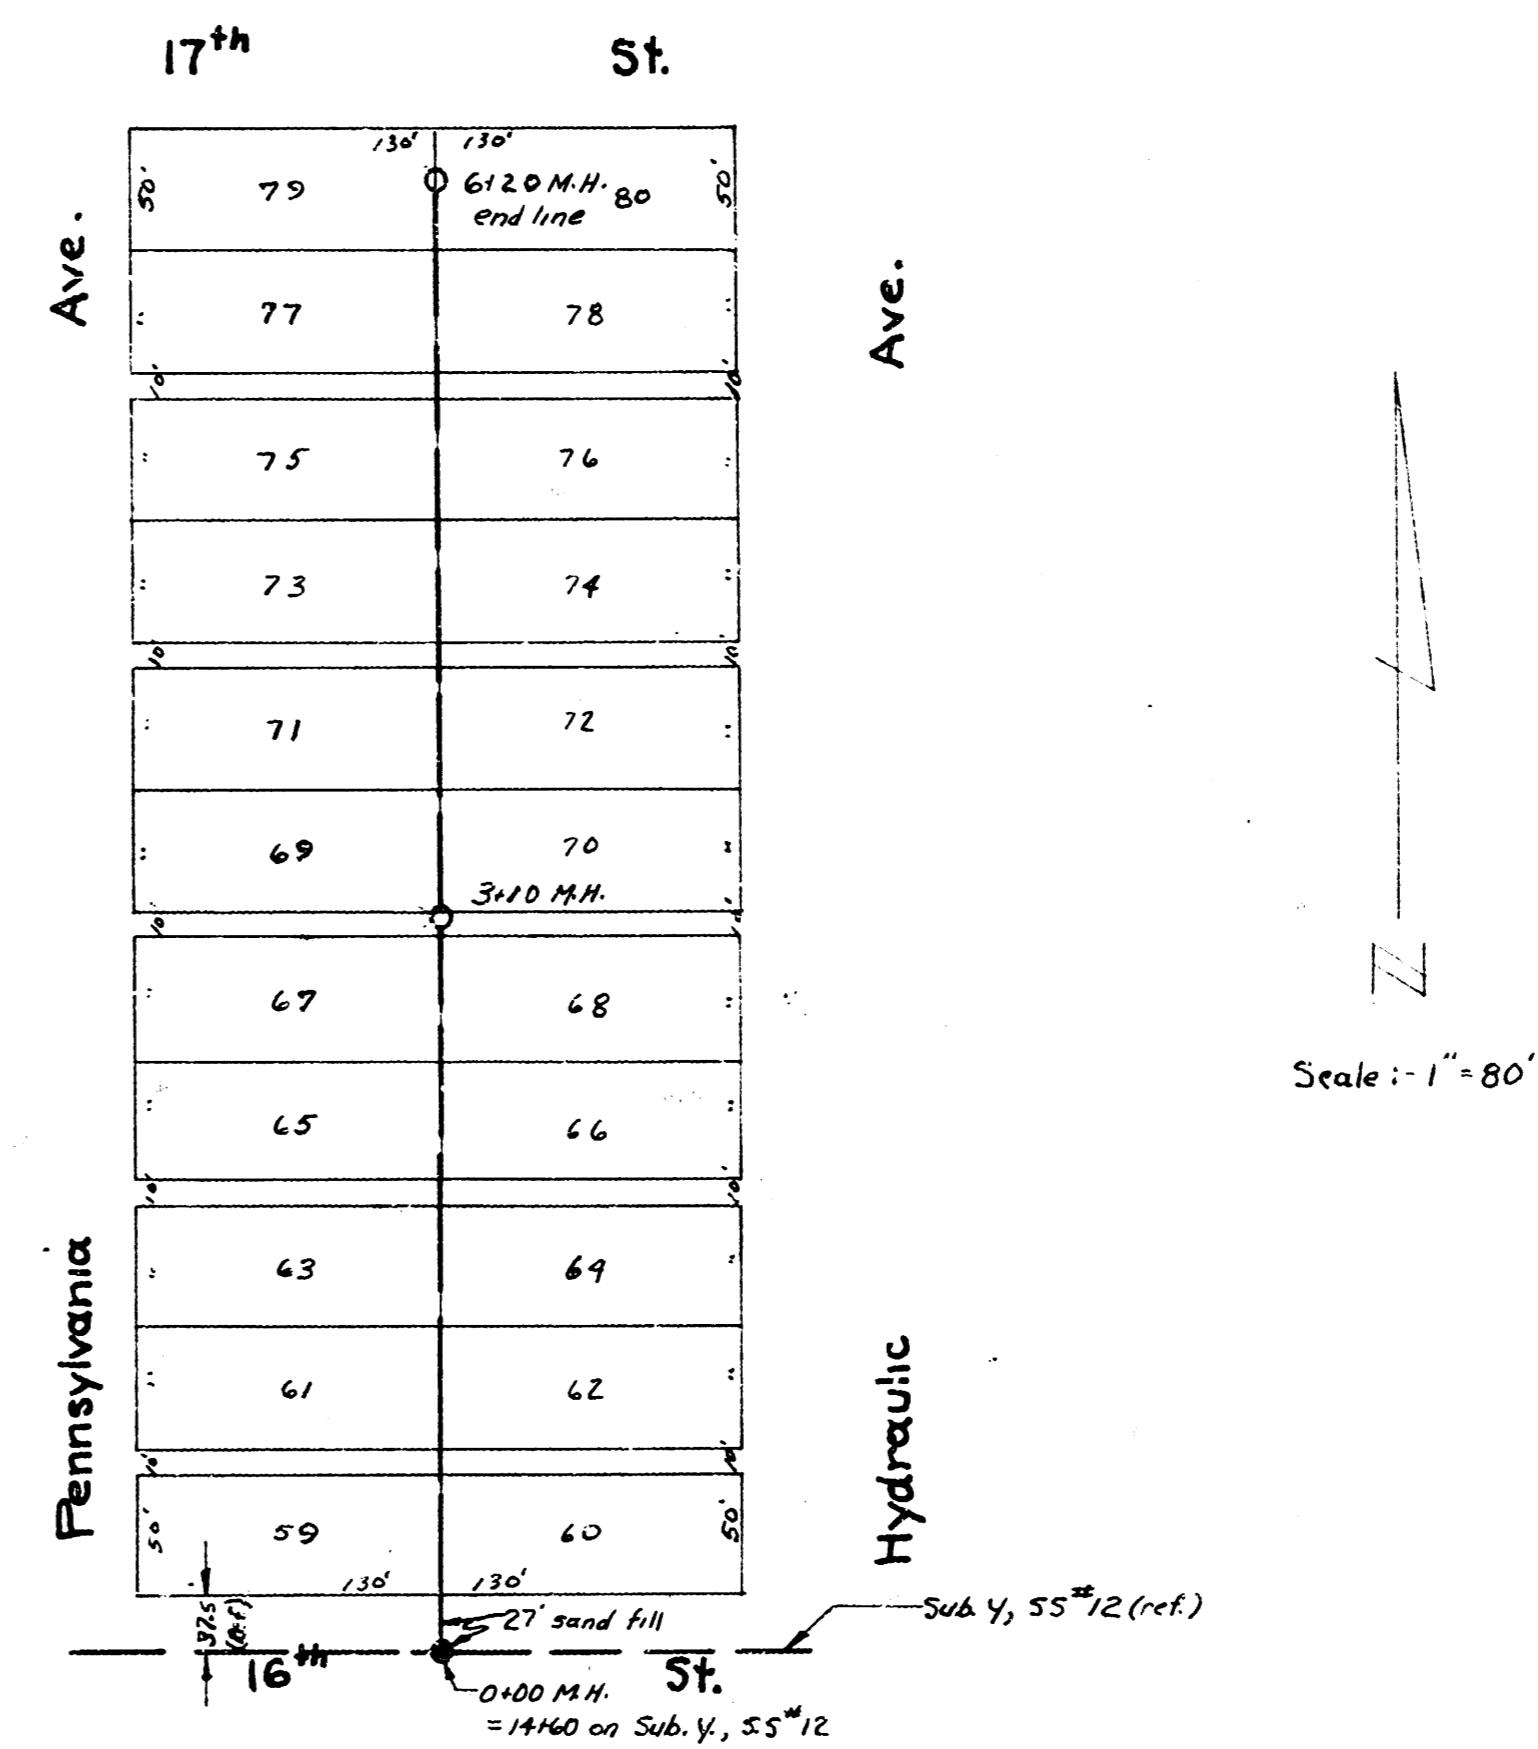 17th St.
130' 130'
50' 79 6+20 M.H. 80 50'
end line
Ave.
77 78
" "
Ave.
10' 10'
75 76
" "
73 74
" "
10' 10'
71 72
" "
69 70
" "
3+10 M.H.
10'
67 68
" "
65 66
" "
Scale :- 1" = 80'
10' 10'
63 64
" "
61 62
" "
Pennsylvania
Hydraulic
10' 10'
50' 59 60 50'
130' 130'
37.5
27' sand fill
Sub. Y, SS #12 (ref.)
16th St.
0+00 M.H.
= 14+60 on Sub. Y., S.S #12
N